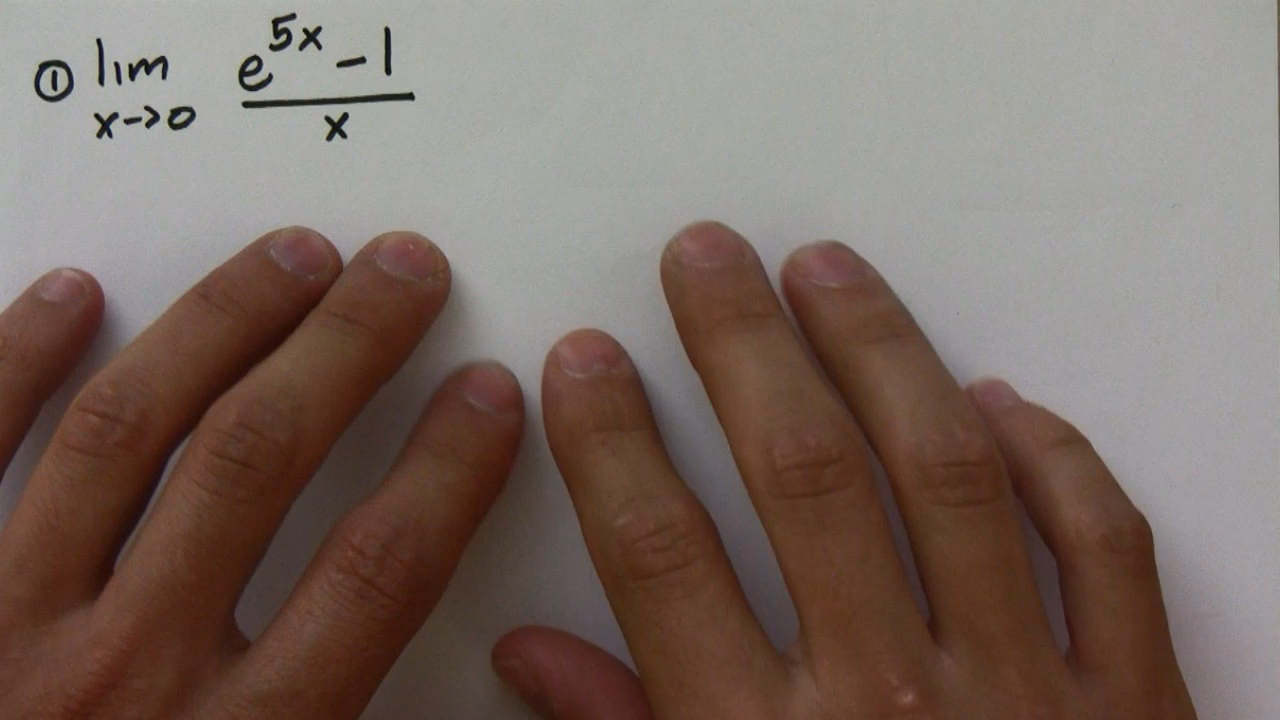 ① lim e^{5x} - 1
x→0 x